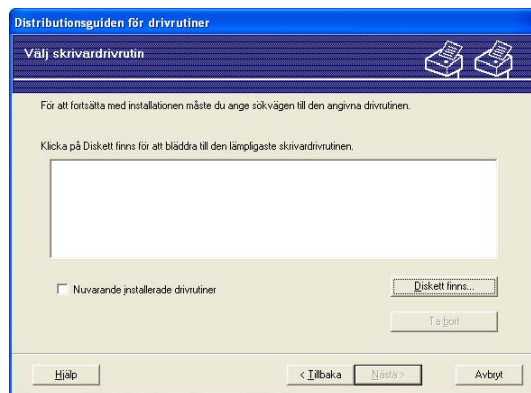 Distributionsguiden för drivrutiner
Välj skrivardrivrutin
För att fortsätta med installationen måste du ange sökvägen till den angivna drivrutinen.
Klicka på Diskett finns för att bläddra till den lämpligaste skrivardrivrutinen.
Nuvarande installerade drivrutiner
Diskett finns...
Ta bort
Hjälp
< Tillbaka
Nästa >
Avbryt